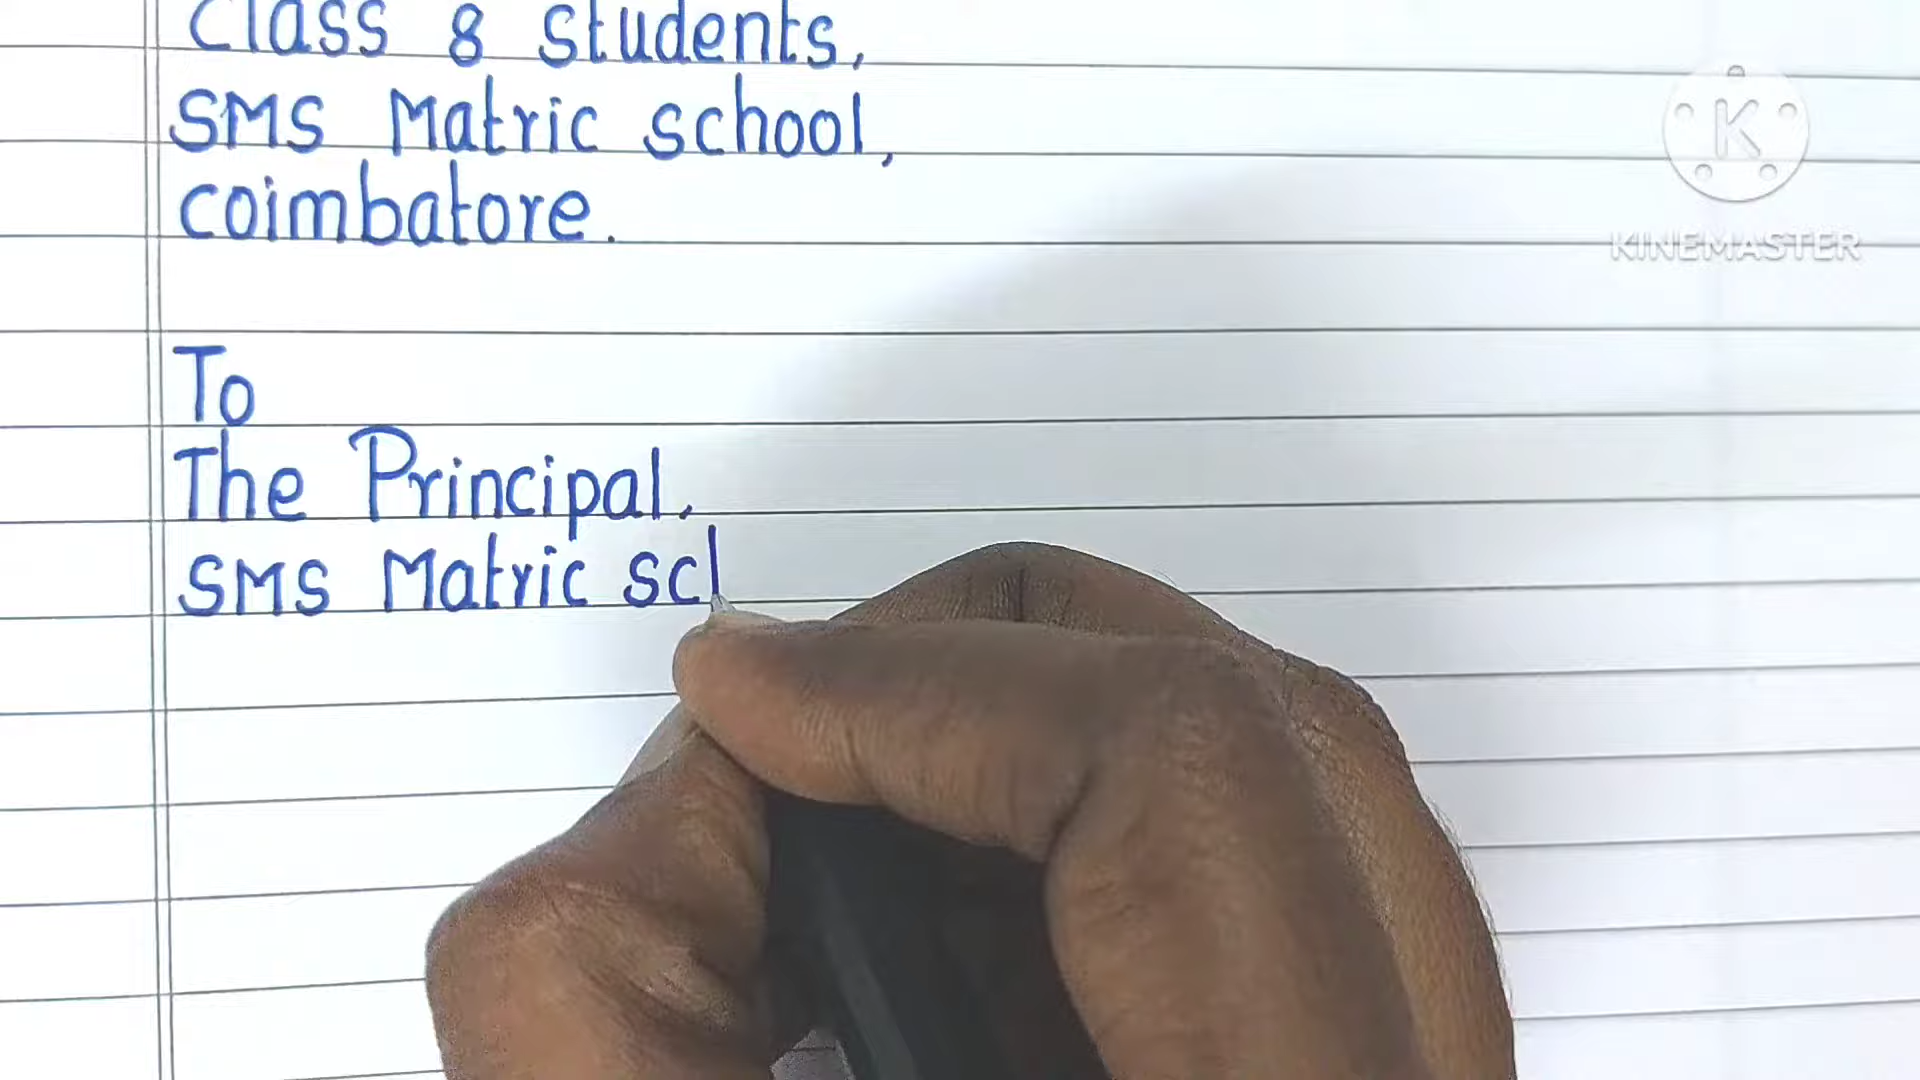 Class 8 students,
SMS Matric school,
coimbatore.
To
The Principal,
SMS Matric scl
K
KINEMASTER